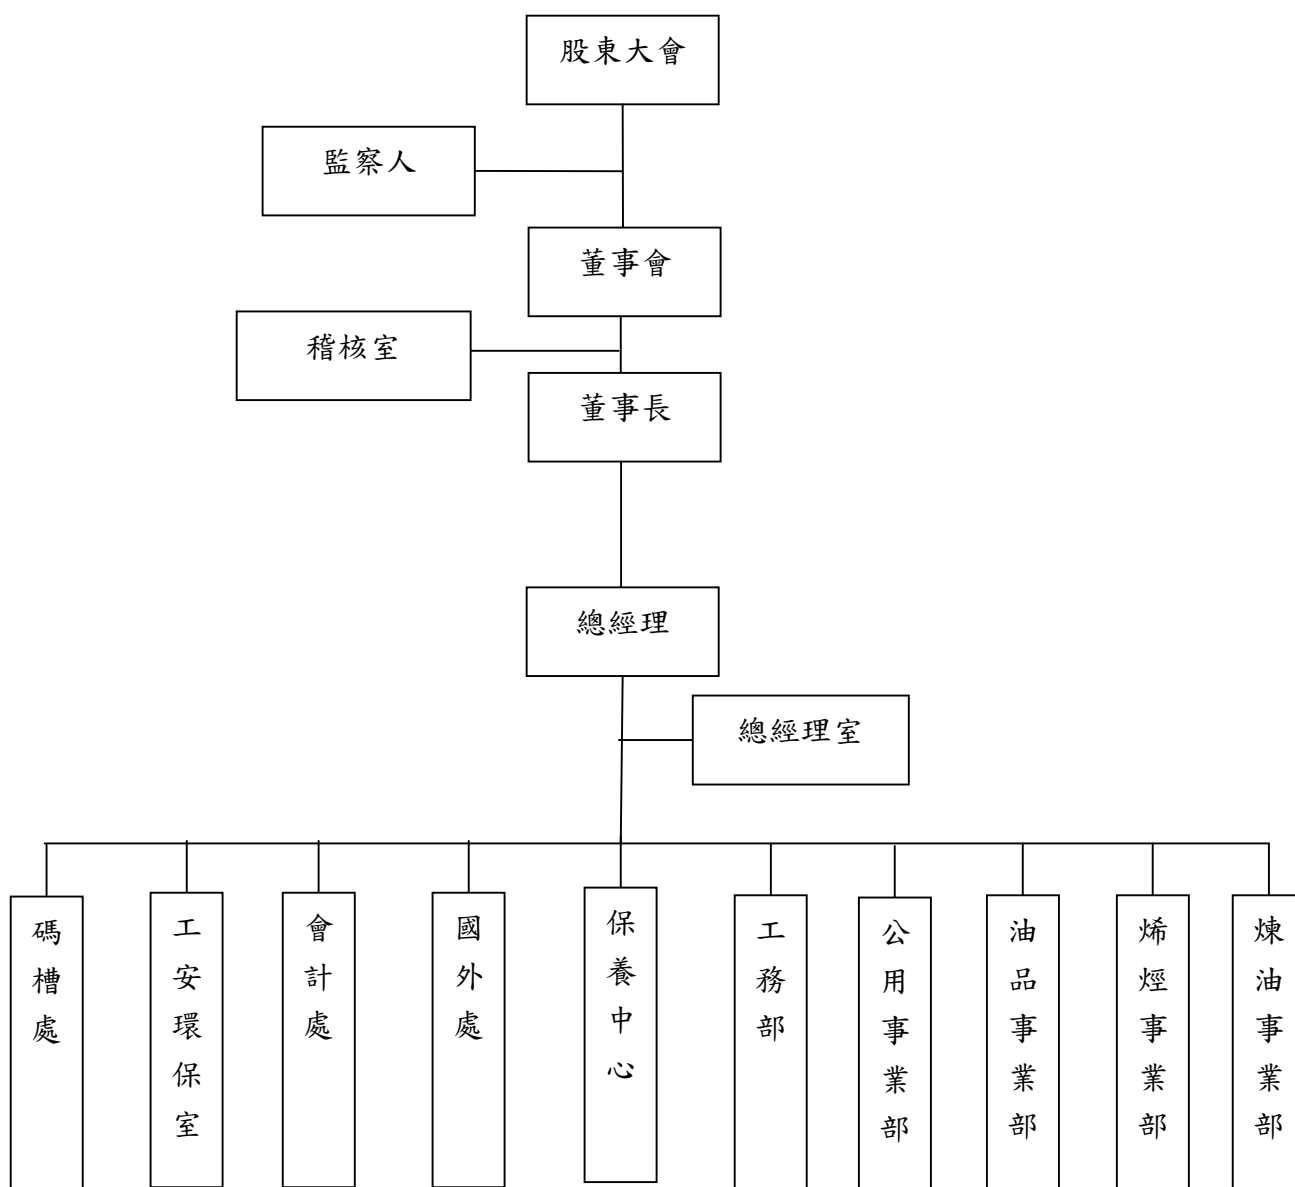 股東大會
監察人
董事會
稽核室
董事長
總經理
總經理室
碼槽處
工安環保室
會計處
國外處
保養中心
工務部
公用事業部
油品事業部
烯烴事業部
煉油事業部